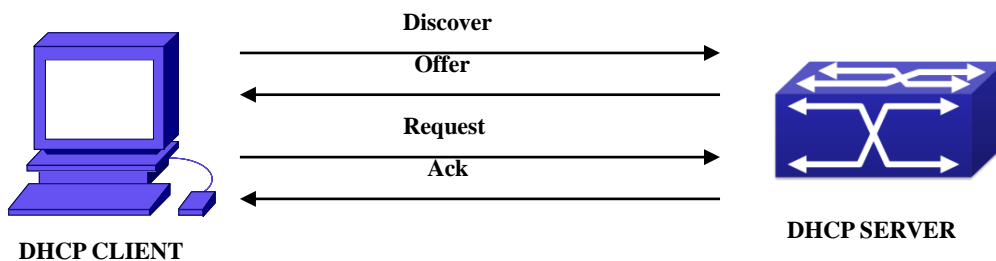 Discover
Offer
Request
Ack
DHCP CLIENT
DHCP SERVER